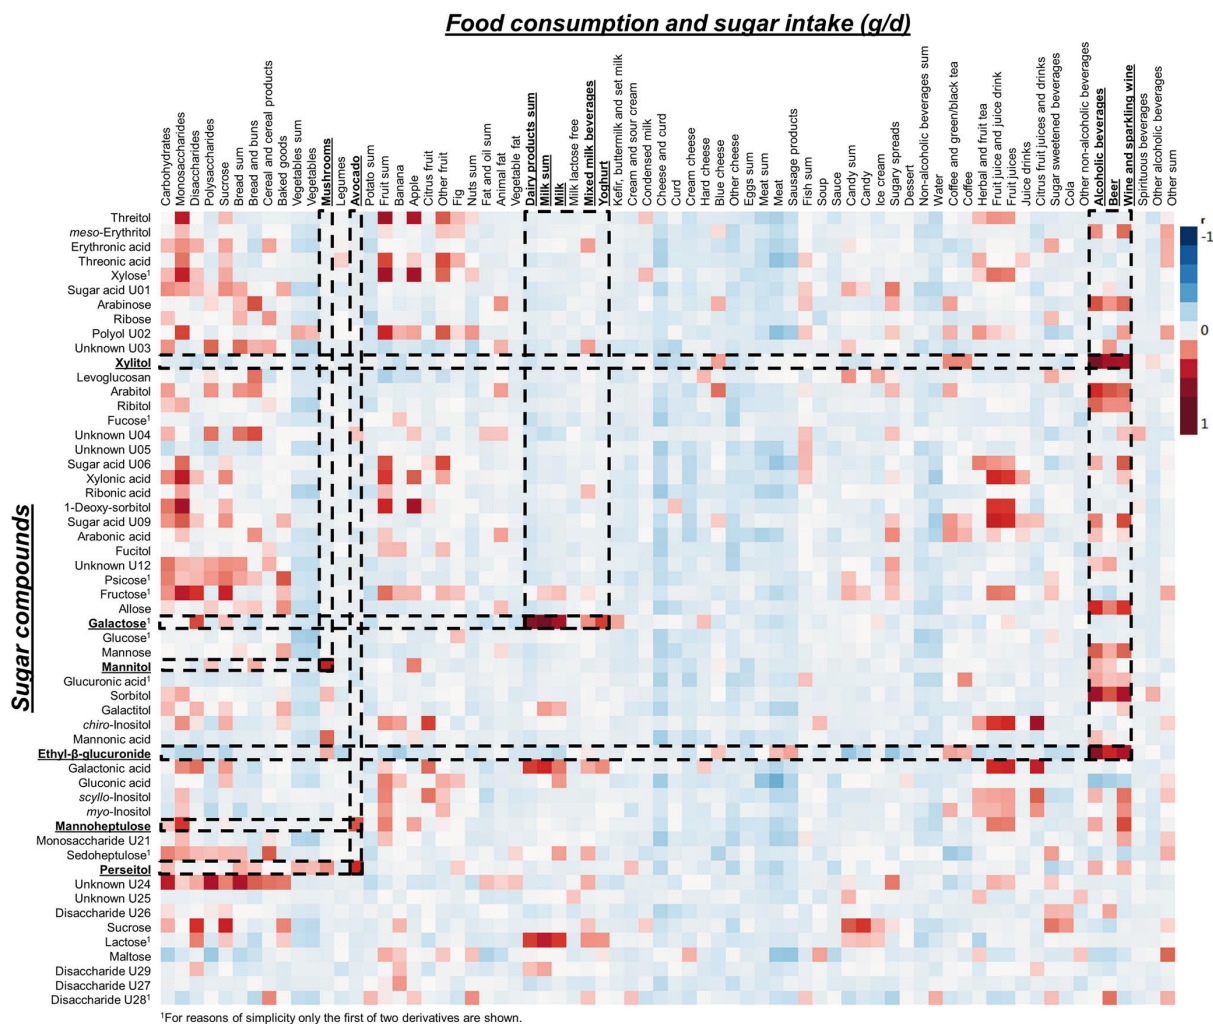 Food consumption and sugar intake (g/d)
Carbohydrates
Monosaccharides
Disaccharides
Polysaccharides
Sucrose
Bread sum
Bread and buns
Cereal and cereal products
Baked goods
Vegetables sum
Vegetables
Mushrooms
Legumes
Avocado
Potato sum
Fruit sum
Banana
Apple
Citrus fruit
Other fruit
Fig
Nuts sum
Fat and oil sum
Animal fat
Vegetable fat
Dairy products sum
Milk sum
Milk
Milk lactose free
Mixed milk beverages
Yoghurt
Kefir, buttermilk and set milk
Cream and sour cream
Condensed milk
Cheese and curd
Curd
Cream cheese
Hard cheese
Blue cheese
Other cheese
Eggs sum
Meat sum
Meat
Sausage products
Fish sum
Soup
Sauce
Candy sum
Candy
Ice cream
Sugary spreads
Dessert
Non-alcoholic beverages sum
Water
Coffee and green/black tea
Coffee
Herbal and fruit tea
Fruit juice and juice drink
Fruit juices
Juice drinks
Citrus fruit juices and drinks
Sugar sweetened beverages
Cola
Other non-alcoholic beverages
Alcoholic beverages
Beer
Wine and sparkling wine
Spirituous beverages
Other alcoholic beverages
Other sum
r
-1
0
1
Sugar compounds
Threitol
meso-Erythritol
Erythronic acid
Threonic acid
Xylose¹
Sugar acid U01
Arabinose
Ribose
Polyol U02
Unknown U03
Xylitol
Levoglucosan
Arabitol
Ribitol
Fucose¹
Unknown U04
Unknown U05
Sugar acid U06
Xylonic acid
Ribonic acid
1-Deoxy-sorbitol
Sugar acid U09
Arabonic acid
Fucitol
Unknown U12
Psicose¹
Fructose¹
Allose
Galactose¹
Glucose¹
Mannose
Mannitol
Glucuronic acid¹
Sorbitol
Galactitol
chiro-Inositol
Mannonic acid
Ethyl-β-glucuronide
Galactonic acid
Gluconic acid
scyllo-Inositol
myo-Inositol
Mannoheptulose
Monosaccharide U21
Sedoheptulose¹
Perseitol
Unknown U24
Unknown U25
Disaccharide U26
Sucrose
Lactose¹
Maltose
Disaccharide U29
Disaccharide U27
Disaccharide U28¹
¹For reasons of simplicity only the first of two derivatives are shown.